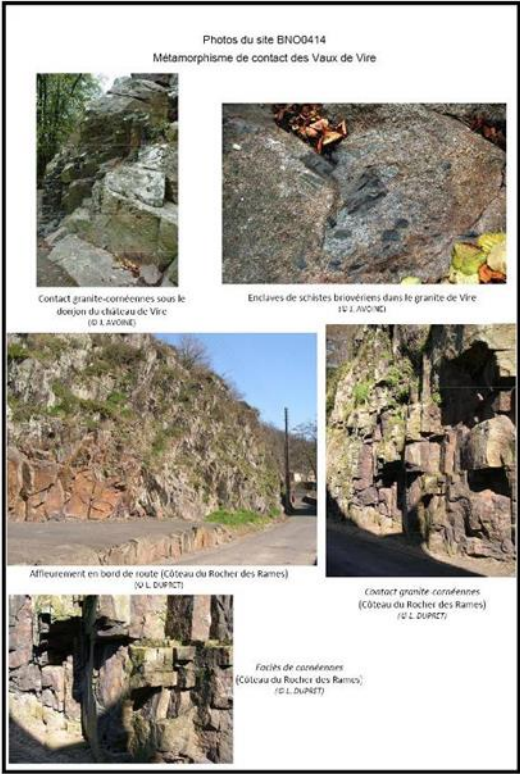 Photos du site BNO0414
Métamorphisme de contact des Vaux de Vire
Contact granite-cornéennes sous le
donjon du château de Vire
(© J. AVOINE)
Enclaves de schistes briovériens dans le granite de Vire
(© J. AVOINE)
Affleurement en bord de route (Côteau du Rocher des Rames)
(© L. DUPRET)
Contact granite-cornéennes
(Côteau du Rocher des Rames)
(© L. DUPRET)
Faciès de cornéennes
(Côteau du Rocher des Rames)
(© L. DUPRET)